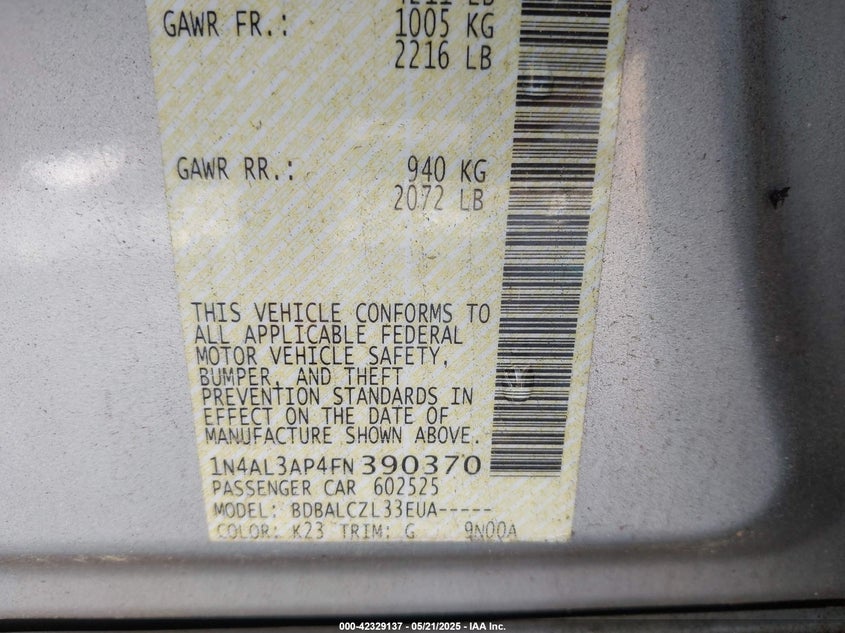 GAWR FR.: 1005 KG
2216 LB
GAWR RR.: 940 KG
2072 LB
THIS VEHICLE CONFORMS TO
ALL APPLICABLE FEDERAL
MOTOR VEHICLE SAFETY,
BUMPER, AND THEFT
PREVENTION STANDARDS IN
EFFECT ON THE DATE OF
MANUFACTURE SHOWN ABOVE.
1N4AL3AP4FN390370
PASSENGER CAR 602525
MODEL: BDBALCZL33EUA-----
COLOR: K23 TRIM: G 9N00A
000-42329137 - 05/21/2025 - IAA Inc.